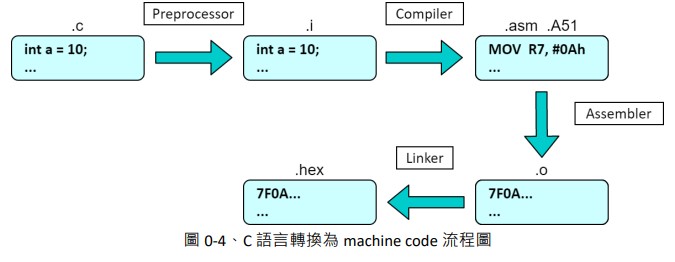 Preprocessor
Compiler
.c
.i
.asm .A51
int a = 10;
...
int a = 10;
...
MOV R7, #0Ah
...
Assembler
Linker
.hex
.o
7F0A...
...
7F0A...
...
圖 0-4、C 語言轉換為 machine code 流程圖